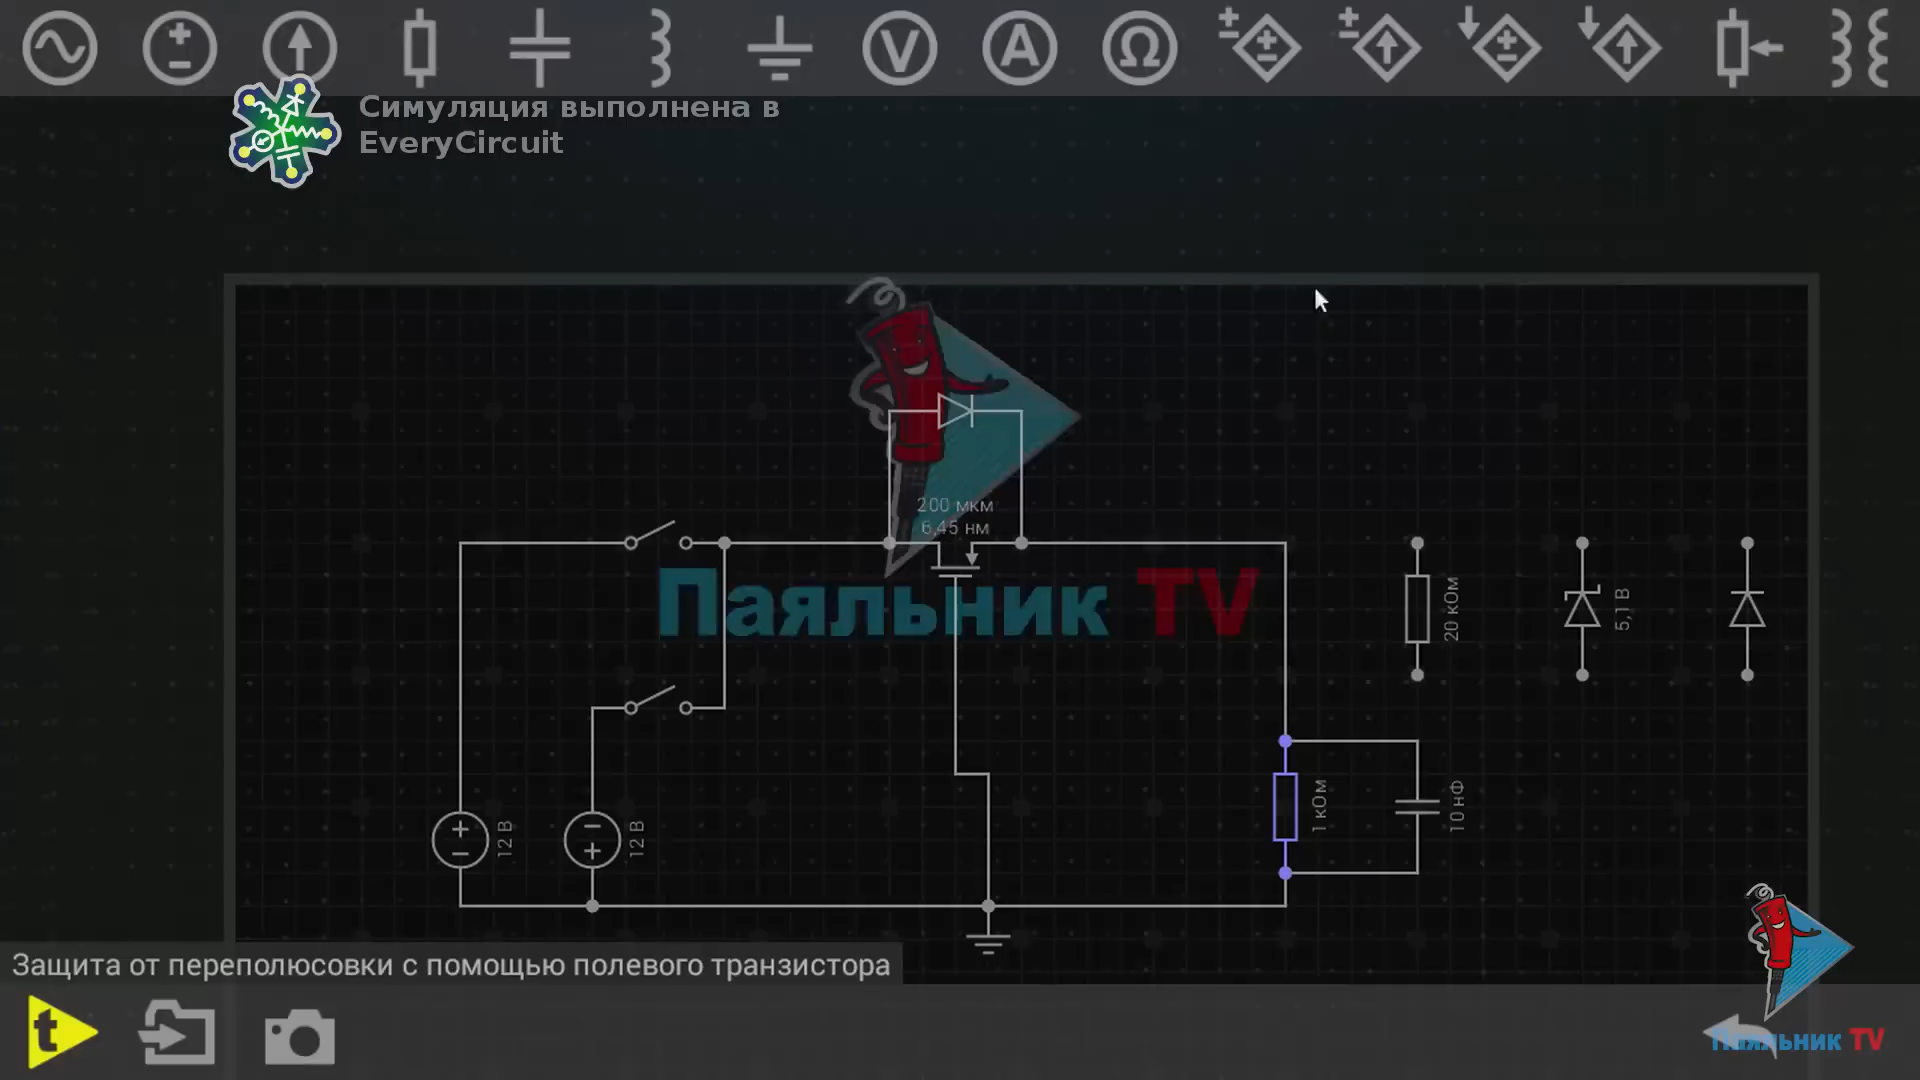 Симуляция выполнена в
EveryCircuit
200 мкм
6,45 нм
Паяльник TV
20 кОм
5,1 В
12 В
12 В
1 кОм
10 нФ
Защита от переполюсовки с помощью полевого транзистора
t
Паяльник TV